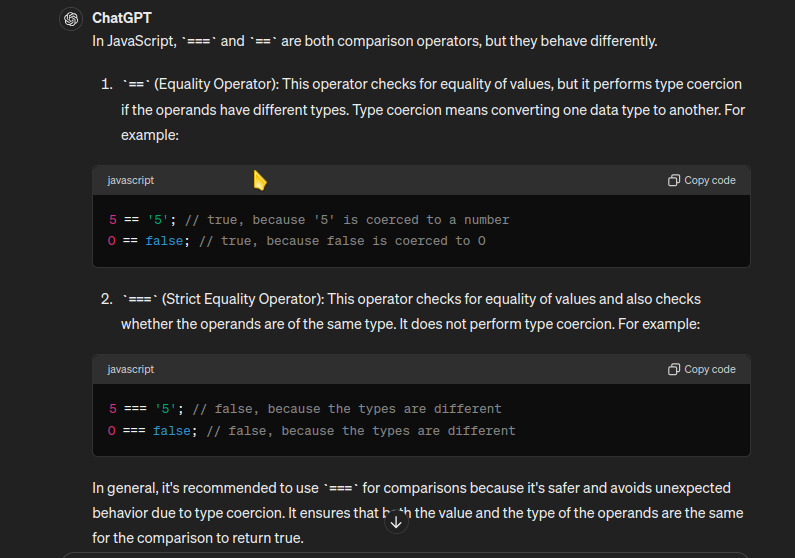 ChatGPT
In JavaScript, `===` and `==` are both comparison operators, but they behave differently.
1. `==` (Equality Operator): This operator checks for equality of values, but it performs type coercion
if the operands have different types. Type coercion means converting one data type to another. For
example:
javascript Copy code
5 == '5'; // true, because '5' is coerced to a number
0 == false; // true, because false is coerced to 0
2. `===` (Strict Equality Operator): This operator checks for equality of values and also checks
whether the operands are of the same type. It does not perform type coercion. For example:
javascript Copy code
5 === '5'; // false, because the types are different
0 === false; // false, because the types are different
In general, it's recommended to use `===` for comparisons because it's safer and avoids unexpected
behavior due to type coercion. It ensures that both the value and the type of the operands are the same
for the comparison to return true.